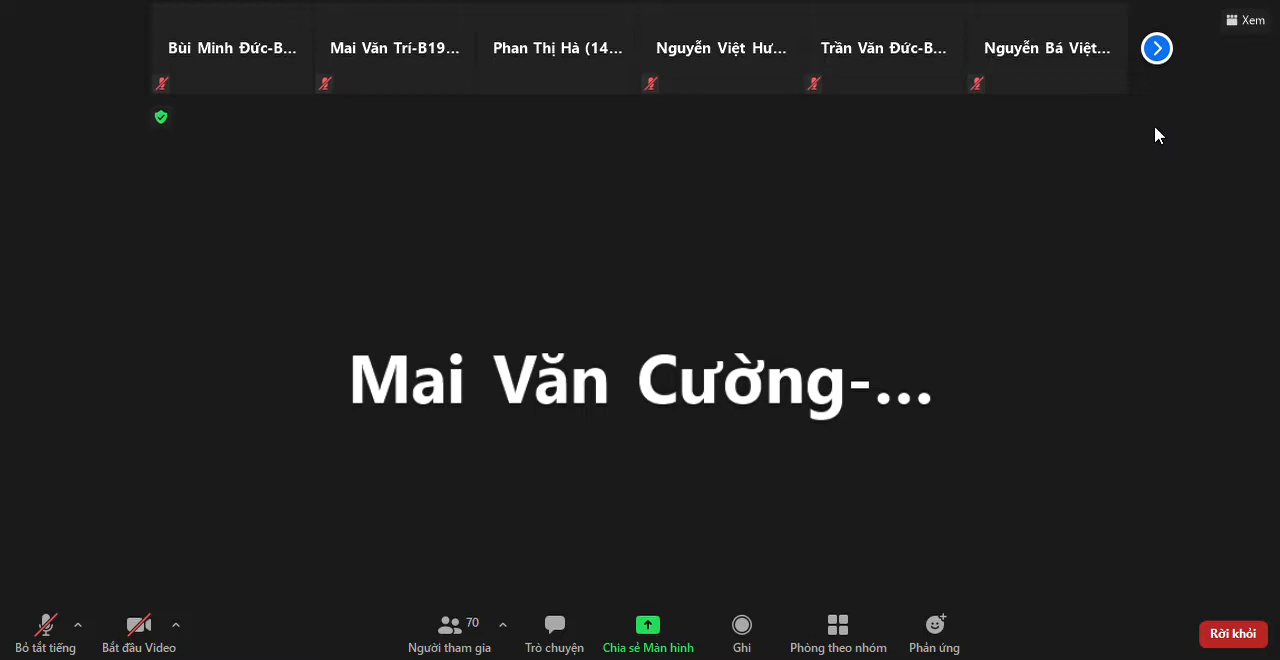 Xem
Bùi Minh Đức-B...
Mai Văn Trí-B19...
Phan Thị Hà (14...
Nguyễn Việt Hư...
Trần Văn Đức-B...
Nguyễn Bá Việt...
Mai Văn Cường-...
70
Bỏ tắt tiếng
Bắt đầu Video
Người tham gia
Trò chuyện
Chia sẻ Màn hình
Ghi
Phòng theo nhóm
Phản ứng
Rời khỏi